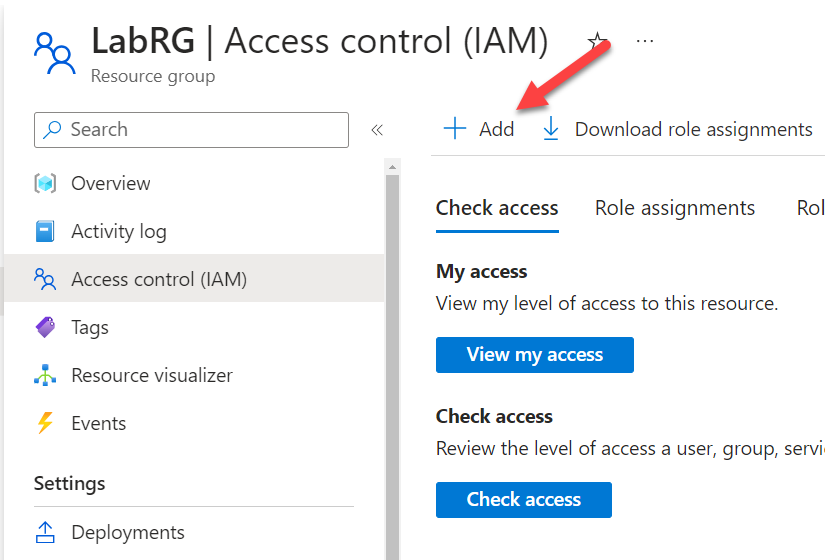 LabRG | Access control (IAM) ...
Resource group
Search
«
Add
Download role assignments
Overview
Activity log
Access control (IAM)
Tags
Resource visualizer
Events
Settings
Deployments
Check access
Role assignments
Rol
My access
View my level of access to this resource.
View my access
Check access
Review the level of access a user, group, servi
Check access